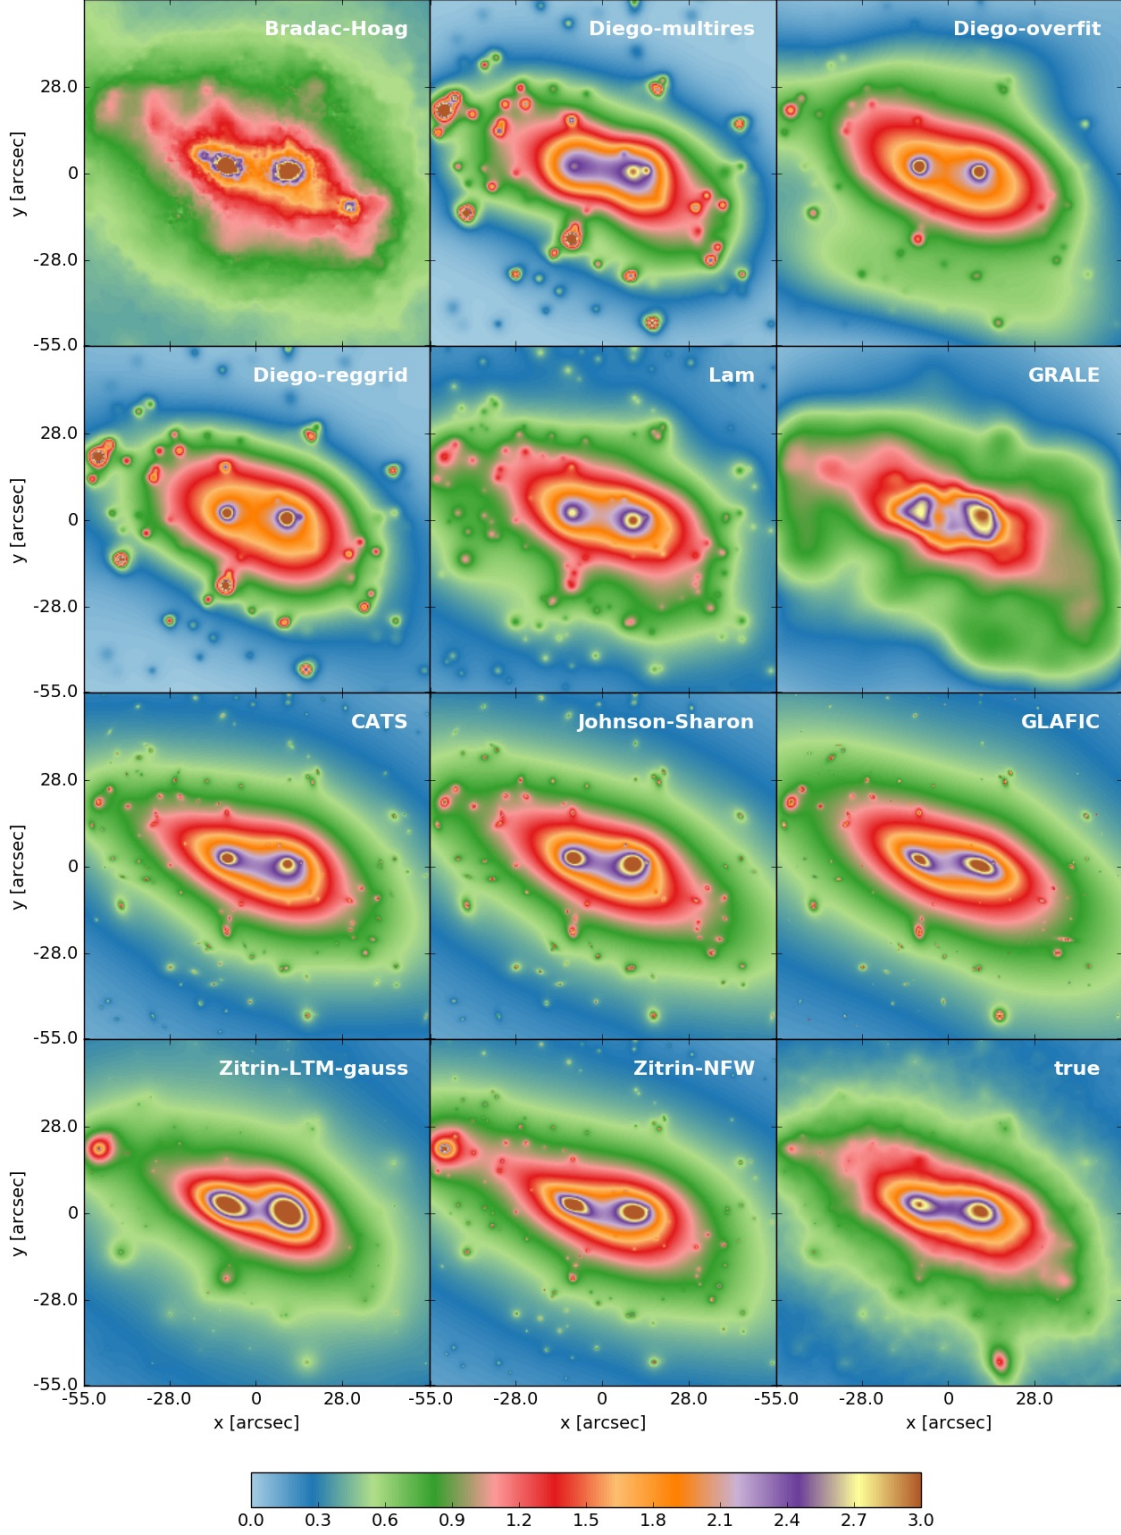 Bradac-Hoag
Diego-multires
Diego-overfit
28.0
0
-28.0
-55.0
y [arcsec]
Diego-reggrid
Lam
GRALE
28.0
0
-28.0
-55.0
y [arcsec]
CATS
Johnson-Sharon
GLAFIC
28.0
0
-28.0
-55.0
y [arcsec]
Zitrin-LTM-gauss
Zitrin-NFW
true
28.0
0
-28.0
-55.0
y [arcsec]
-55.0 -28.0 0 28.0 -55.0 -28.0 0 28.0 -55.0 -28.0 0 28.0
x [arcsec] x [arcsec] x [arcsec]
0.0 0.3 0.6 0.9 1.2 1.5 1.8 2.1 2.4 2.7 3.0